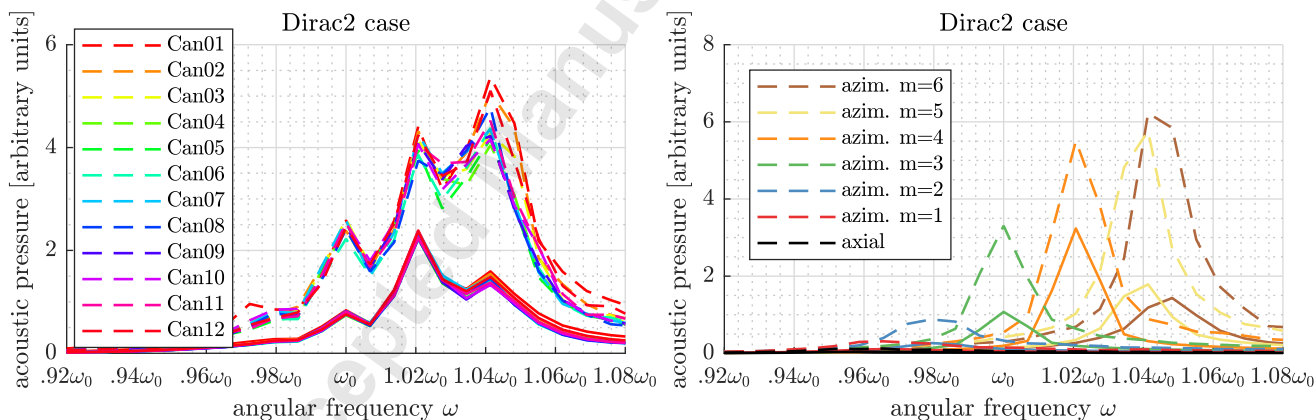 Dirac2 case
acoustic pressure [arbitrary units]
6
4
2
0
Can01
Can02
Can03
Can04
Can05
Can06
Can07
Can08
Can09
Can10
Can11
Can12
.92ω₀ .94ω₀ .96ω₀ .98ω₀ ω₀ 1.02ω₀ 1.04ω₀ 1.06ω₀ 1.08ω₀
angular frequency ω
Dirac2 case
acoustic pressure [arbitrary units]
8
6
4
2
0
azim. m=6
azim. m=5
azim. m=4
azim. m=3
azim. m=2
azim. m=1
axial
.92ω₀ .94ω₀ .96ω₀ .98ω₀ ω₀ 1.02ω₀ 1.04ω₀ 1.06ω₀ 1.08ω₀
angular frequency ω
cepted Manus